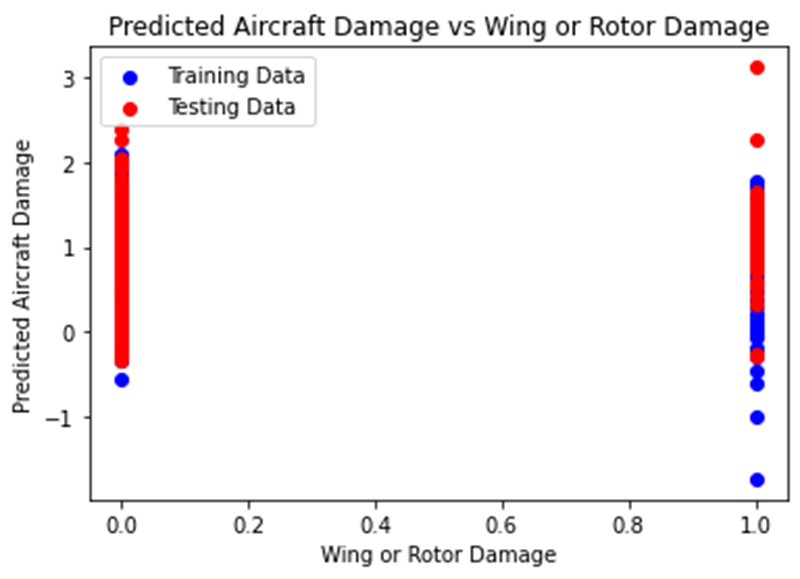 Predicted Aircraft Damage vs Wing or Rotor Damage
Training Data
Testing Data
3
2
1
0
−1
Predicted Aircraft Damage
0.0 0.2 0.4 0.6 0.8 1.0
Wing or Rotor Damage